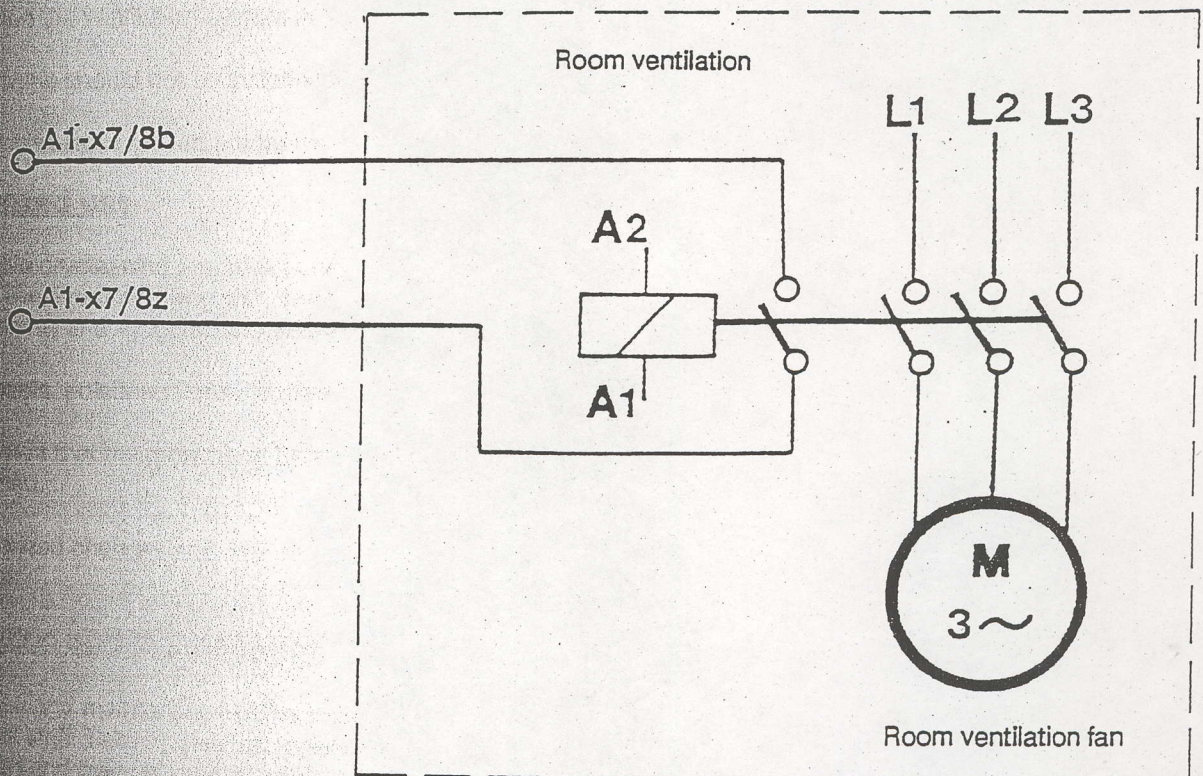 Room ventilation
L1 L2 L3
A1-x7/8b
A2
A1-x7/8z
A1
M
3~
Room ventilation fan